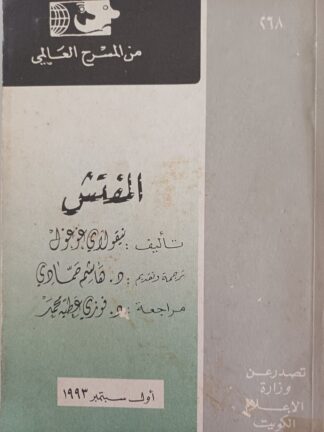 من المسرح العالمي
٢٦٨
المفتش
تأليف : نيقولاي غوغول
ترجمة وتقديم : د. هاشم حمادي
مراجعة : د. فوزي عطية محمد
أول سبتمبر ١٩٩٣
تصدر عن
وزارة
الإعلام
الكويت